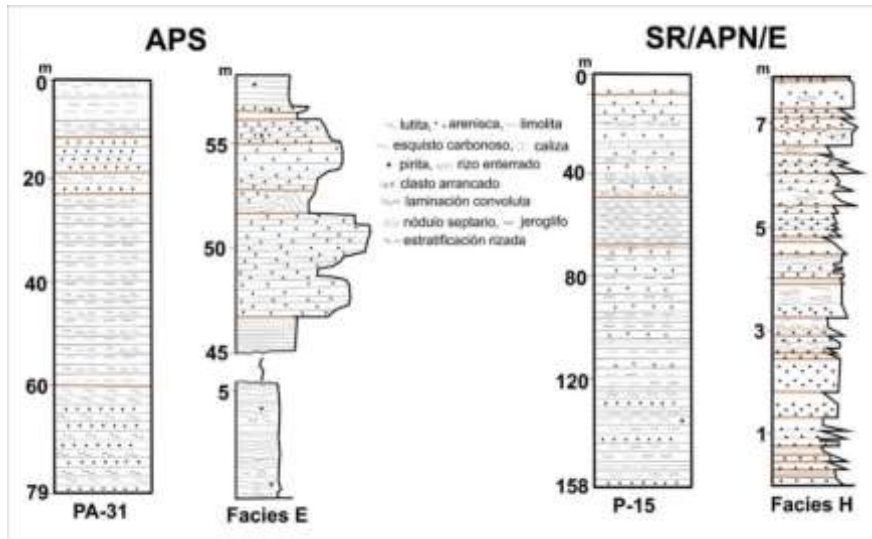 APS
SR/APN/E
m
0
20
40
60
79
PA-31
m
55
50
45
5
Facies E
lutita, arenisca, limolita
esquisto carbonoso, caliza
pirita, rizo enterrado
clasto arrancado
laminación convoluta
nódulo septario, jeroglifo
estratificación rizada
m
0
40
80
120
158
P-15
m
7
5
3
1
Facies H